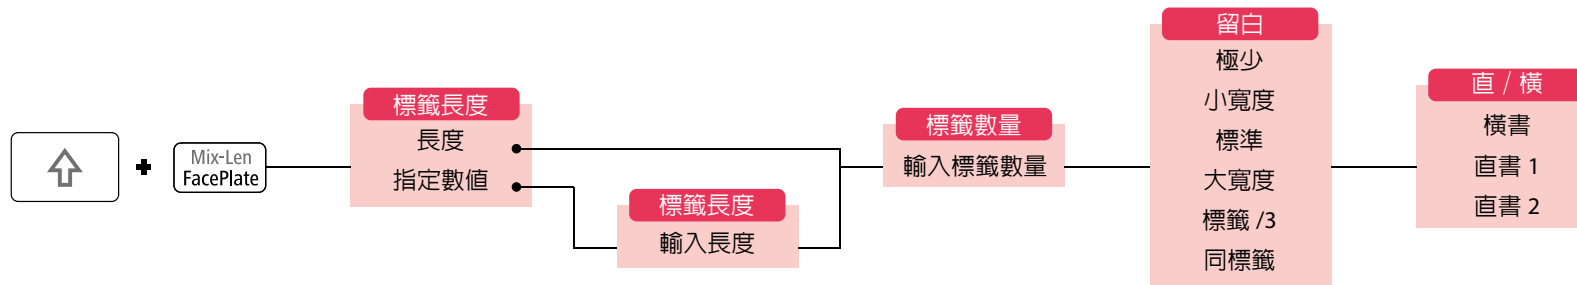 Mix-Len
FacePlate
標籤長度
長度
指定數值
標籤長度
輸入長度
標籤數量
輸入標籤數量
留白
極少
小寬度
標準
大寬度
標籤 /3
同標籤
直 / 橫
橫書
直書 1
直書 2